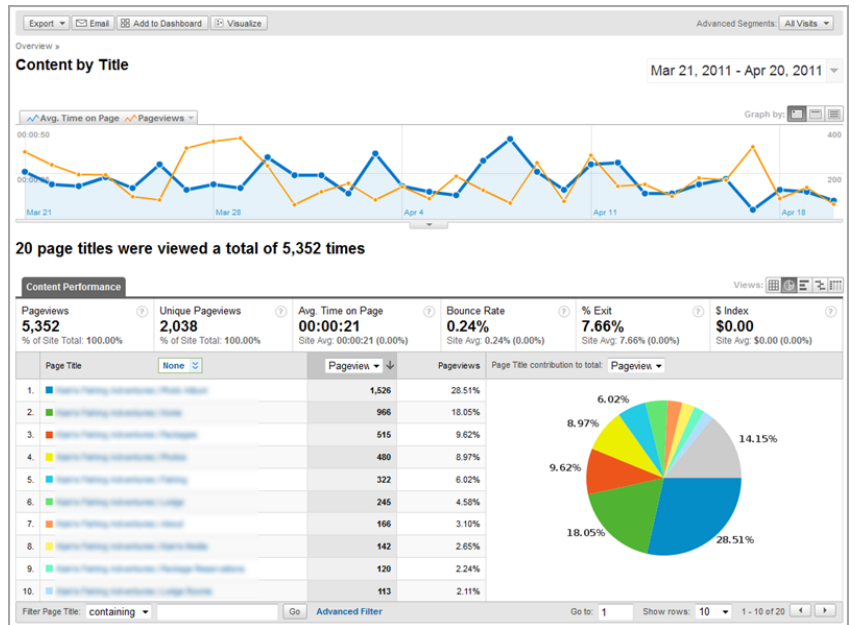 Export Email Add to Dashboard Visualize Advanced Segments: All Visits
Overview »
Content by Title
Mar 21, 2011 - Apr 20, 2011
Avg. Time on Page Pageviews Graph by:
00:00:50 400
200
Mar 21 Mar 28 Apr 4 Apr 11 Apr 18
20 page titles were viewed a total of 5,352 times
Content Performance Views:
Pageviews ? Unique Pageviews ? Avg. Time on Page ? Bounce Rate ? % Exit ? $ Index ?
5,352 2,038 00:00:21 0.24% 7.66% $0.00
% of Site Total: 100.00% % of Site Total: 100.00% Site Avg: 00:00:21 (0.00%) Site Avg: 0.24% (0.00%) Site Avg: 7.66% (0.00%) Site Avg: $0.00 (0.00%)
Page Title None Pageview Pageviews Page Title contribution to total: Pageview
1. 1,526 28.51%
2. 966 18.05%
3. 515 9.62%
4. 480 8.97%
5. 322 6.02%
6. 245 4.58%
7. 166 3.10%
8. 142 2.65%
9. 120 2.24%
10. 113 2.11%
6.02%
8.97%
14.15%
9.62%
18.05%
28.51%
Filter Page Title: containing Go Advanced Filter Go to: 1 Show rows: 10 1 - 10 of 20